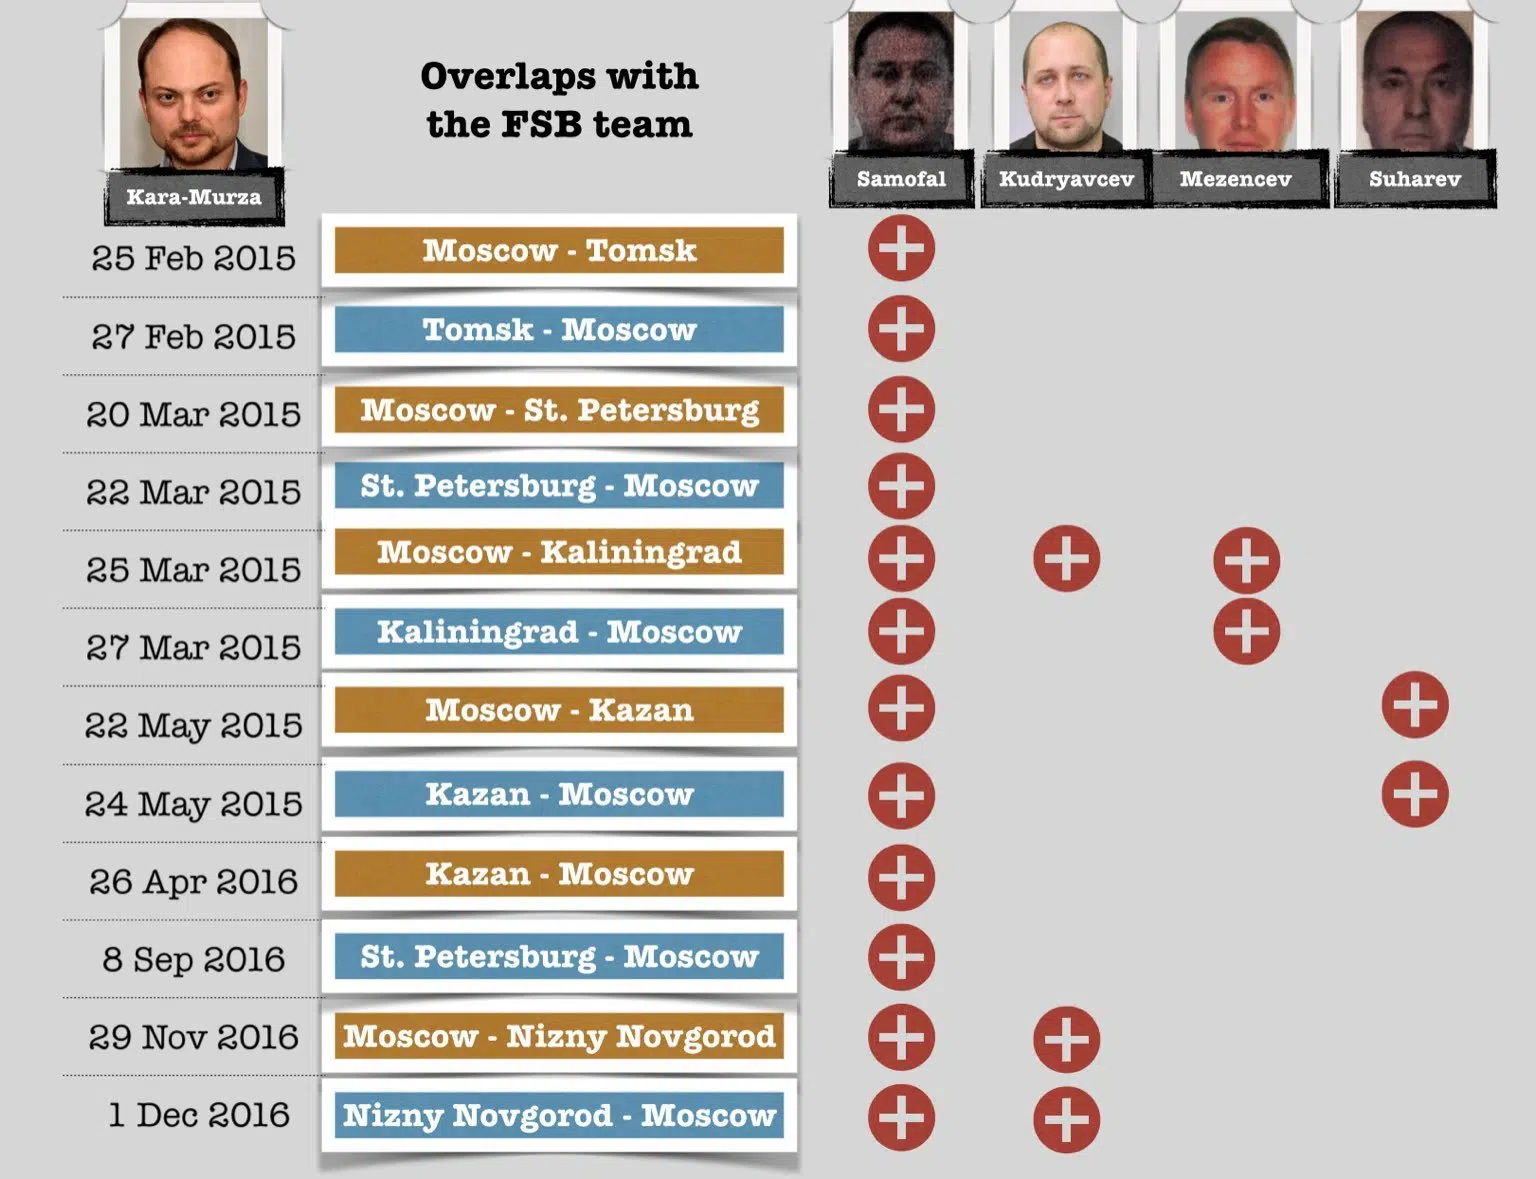 Overlaps with
the FSB team
Kara-Murza
Samofal
Kudryavcev
Mezencev
Suharev
25 Feb 2015
Moscow - Tomsk
27 Feb 2015
Tomsk - Moscow
20 Mar 2015
Moscow - St. Petersburg
22 Mar 2015
St. Petersburg - Moscow
25 Mar 2015
Moscow - Kaliningrad
27 Mar 2015
Kaliningrad - Moscow
22 May 2015
Moscow - Kazan
24 May 2015
Kazan - Moscow
26 Apr 2016
Kazan - Moscow
8 Sep 2016
St. Petersburg - Moscow
29 Nov 2016
Moscow - Nizny Novgorod
1 Dec 2016
Nizny Novgorod - Moscow